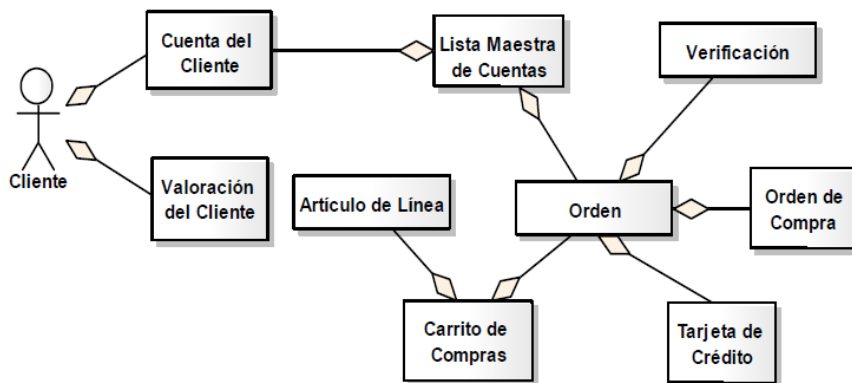 Cuenta del
Cliente
Lista Maestra
de Cuentas
Verificación
Cliente
Valoración
del Cliente
Artículo de Línea
Orden
Orden de
Compra
Carrito de
Compras
Tarjeta de
Crédito